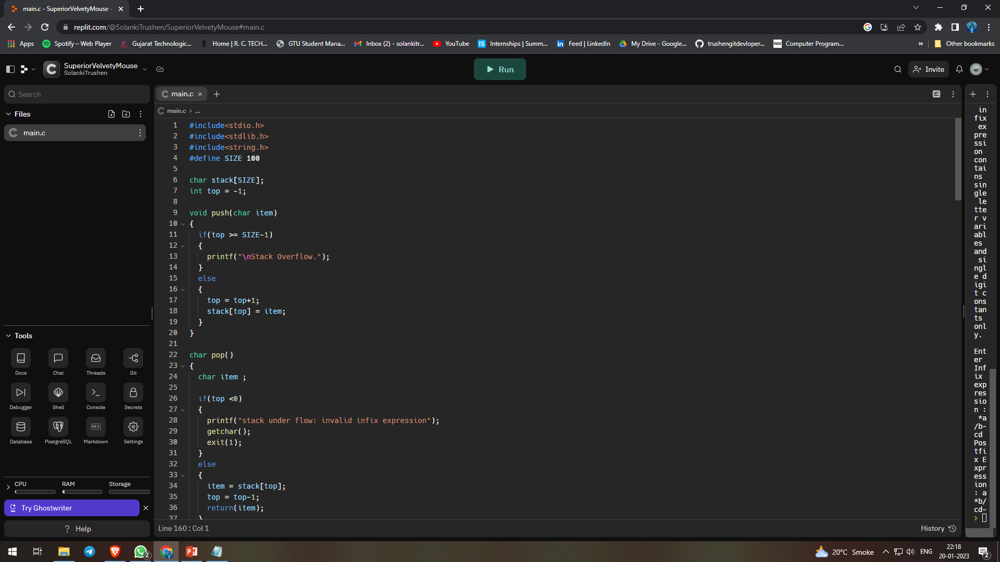 main.c - SuperiorVelvetyMouse -
replit.com/@SolankiTrushen/SuperiorVelvetyMouse#main.c
Apps
Spotify – Web Player
Gujarat Technologic...
Home | R. C. TECH...
GTU Student Mana...
Inbox (2) - solankitr...
YouTube
IS Internships | Summ...
in Feed | LinkedIn
My Drive - Google...
trushengitdevloper...
WIX Computer Program...
»
Other bookmarks
SuperiorVelvetyMouse
SolankiTrushen
Run
Invite
Search
Files
main.c
main.c
main.c > ...
1 #include<stdio.h>
2 #include<stdlib.h>
3 #include<string.h>
4 #define SIZE 100
5
6 char stack[SIZE];
7 int top = -1;
8
9 void push(char item)
10 {
11 if(top >= SIZE-1)
12 {
13 printf("\nStack Overflow.");
14 }
15 else
16 {
17 top = top+1;
18 stack[top] = item;
19 }
20 }
21
22 char pop()
23 {
24 char item ;
25
26 if(top <0)
27 {
28 printf("stack under flow: invalid infix expression");
29 getchar();
30 exit(1);
31 }
32 else
33 {
34 item = stack[top];
35 top = top-1;
36 return(item);
37 }
Line 160 : Col 1
History
in
fix
ex
pre
ssi
on
con
tai
ns
sin
gle
le
tte
r v
ari
abl
es
and
si
ngl
e d
igi
t c
ons
tan
ts
onl
y.
Ent
er
Inf
ix
exp
res
sio
n :
*a
/b-
cd
Pos
tfi
x E
xpr
ess
ion
: a
*b/
cd-
Tools
Docs
Chat
Threads
Git
Debugger
Shell
Console
Secrets
Database
PostgreSQL
Markdown
Settings
CPU
RAM
Storage
Try Ghostwriter
? Help
2
20°C Smoke
ENG
22:18
20-01-2023
2